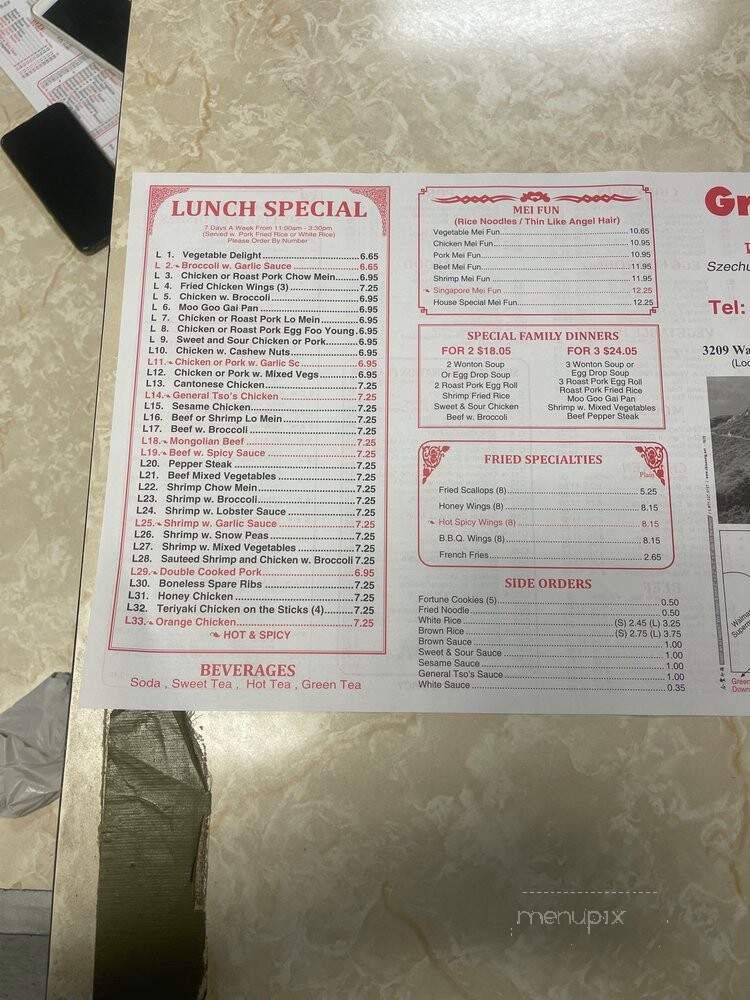 LUNCH SPECIAL
7 Days A Week From 11:00am - 3:30pm
(Served w. Pork Fried Rice or White Rice)
Please Order By Number
L 1. Vegetable Delight 6.65
L 2. Broccoli w. Garlic Sauce 6.65
L 3. Chicken or Roast Pork Chow Mein 6.95
L 4. Fried Chicken Wings (3) 7.25
L 5. Chicken w. Broccoli 6.95
L 6. Moo Goo Gai Pan 6.95
L 7. Chicken or Roast Pork Lo Mein 6.95
L 8. Chicken or Roast Pork Egg Foo Young 6.95
L 9. Sweet and Sour Chicken or Pork 6.95
L10. Chicken w. Cashew Nuts 6.95
L11. Chicken or Pork w. Garlic Sc 6.95
L12. Chicken or Pork w. Mixed Vegs 6.95
L13. Cantonese Chicken 7.25
L14. General Tso's Chicken 7.25
L15. Sesame Chicken 7.25
L16. Beef or Shrimp Lo Mein 7.25
L17. Beef w. Broccoli 7.25
L18. Mongolian Beef 7.25
L19. Beef w. Spicy Sauce 7.25
L20. Pepper Steak 7.25
L21. Beef Mixed Vegetables 7.25
L22. Shrimp Chow Mein 7.25
L23. Shrimp w. Broccoli 7.25
L24. Shrimp w. Lobster Sauce 7.25
L25. Shrimp w. Garlic Sauce 7.25
L26. Shrimp w. Snow Peas 7.25
L27. Shrimp w. Mixed Vegetables 7.25
L28. Sauteed Shrimp and Chicken w. Broccoli 7.25
L29. Double Cooked Pork 6.95
L30. Boneless Spare Ribs 7.25
L31. Honey Chicken 7.25
L32. Teriyaki Chicken on the Sticks (4) 7.25
L33. Orange Chicken 7.25
HOT & SPICY
BEVERAGES
Soda , Sweet Tea , Hot Tea , Green Tea
MEI FUN
(Rice Noodles / Thin Like Angel Hair)
Vegetable Mei Fun 10.65
Chicken Mei Fun 10.95
Pork Mei Fun 10.95
Beef Mei Fun 11.95
Shrimp Mei Fun 11.95
Singapore Mei Fun 12.25
House Special Mei Fun 12.25
SPECIAL FAMILY DINNERS
FOR 2 $18.05
2 Wonton Soup
Or Egg Drop Soup
2 Roast Pork Egg Roll
Shrimp Fried Rice
Sweet & Sour Chicken
Beef w. Broccoli
FOR 3 $24.05
3 Wonton Soup or
Egg Drop Soup
3 Roast Pork Egg Roll
Roast Pork Fried Rice
Moo Goo Gai Pan
Shrimp w. Mixed Vegetables
Beef Pepper Steak
FRIED SPECIALTIES
Plain
Fried Scallops (8) 5.25
Honey Wings (8) 8.15
Hot Spicy Wings (8) 8.15
B.B.Q. Wings (8) 8.15
French Fries 2.65
SIDE ORDERS
Fortune Cookies (5) 0.50
Fried Noodle 0.50
White Rice (S) 2.45 (L) 3.25
Brown Rice (S) 2.75 (L) 3.75
Brown Sauce 1.00
Sweet & Sour Sauce 1.00
Sesame Sauce 1.00
General Tso's Sauce 1.00
White Sauce 0.35
Gr
Szechu
Tel:
3209 Wa
(Loc
Green
Down
menupix